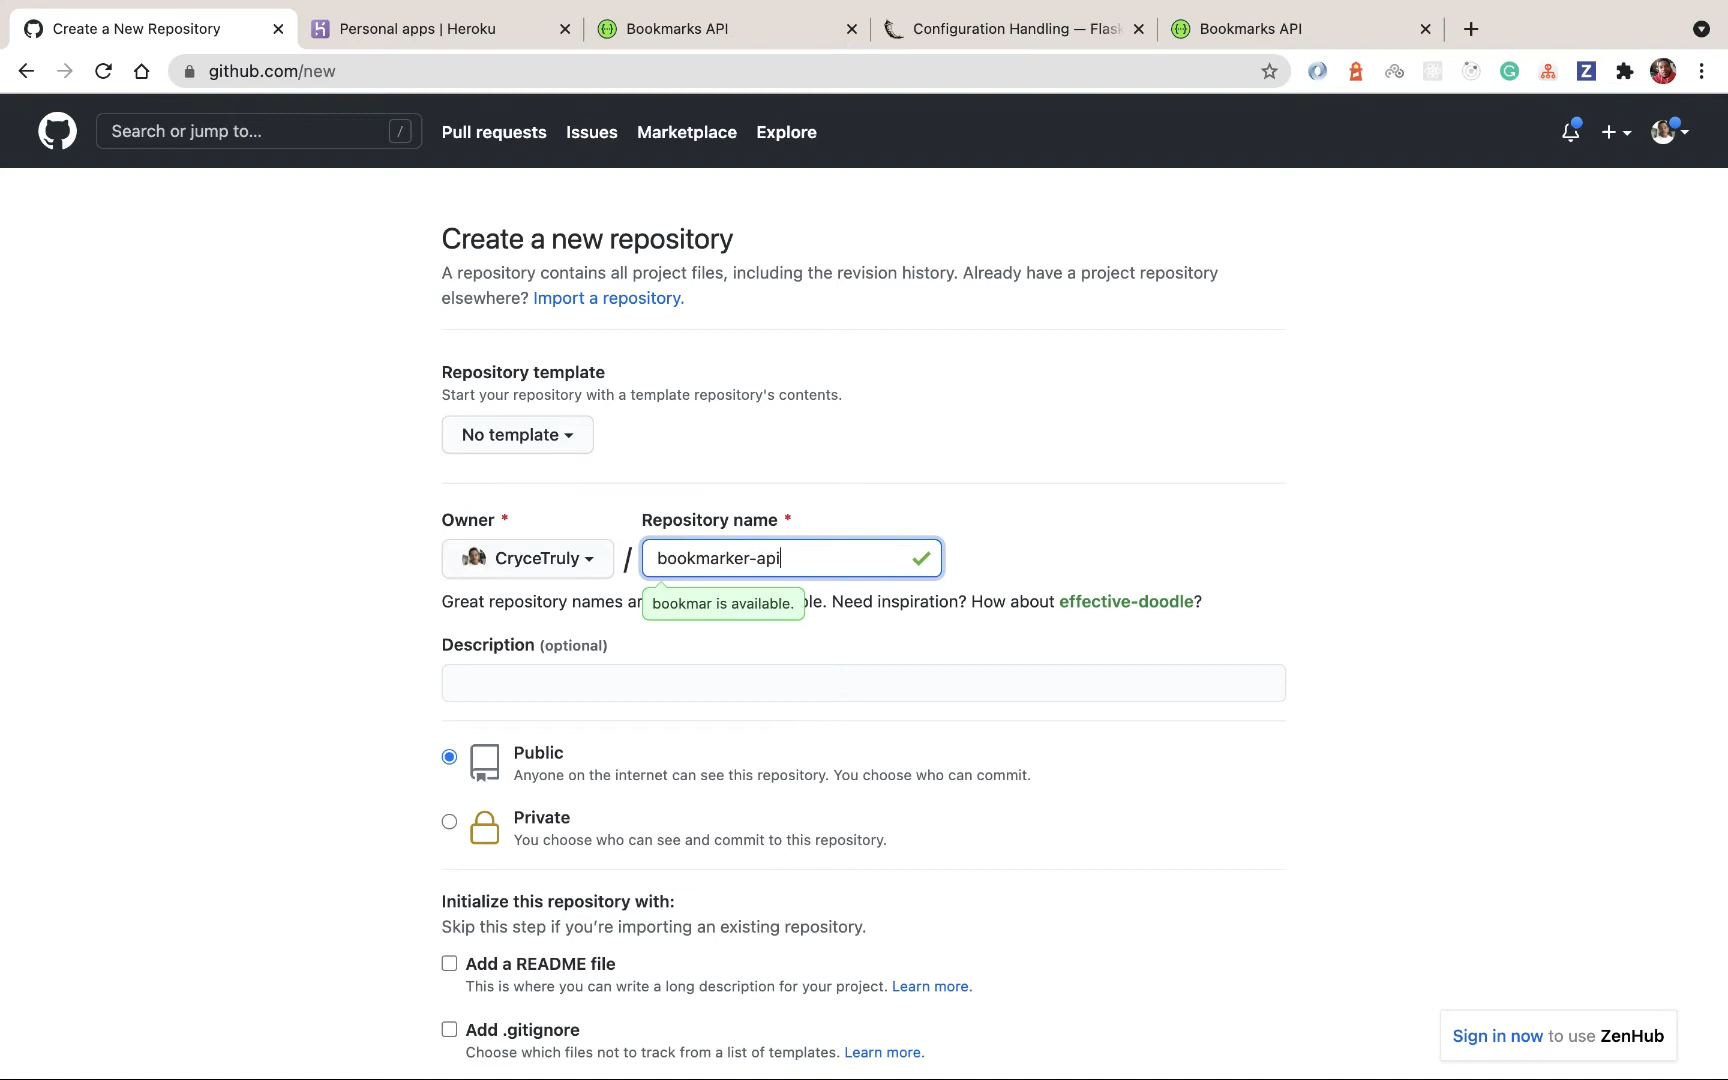 Create a New Repository
Personal apps | Heroku
Bookmarks API
Configuration Handling — Flask
Bookmarks API
github.com/new
Search or jump to...
/
Pull requests
Issues
Marketplace
Explore
Create a new repository
A repository contains all project files, including the revision history. Already have a project repository
elsewhere? Import a repository.
Repository template
Start your repository with a template repository's contents.
No template
Owner *
Repository name *
CryceTruly
/
bookmarker-api
Great repository names ar
bookmar is available.
ble. Need inspiration? How about effective-doodle?
Description (optional)
Public
Anyone on the internet can see this repository. You choose who can commit.
Private
You choose who can see and commit to this repository.
Initialize this repository with:
Skip this step if you're importing an existing repository.
Add a README file
This is where you can write a long description for your project. Learn more.
Add .gitignore
Choose which files not to track from a list of templates. Learn more.
Sign in now to use ZenHub